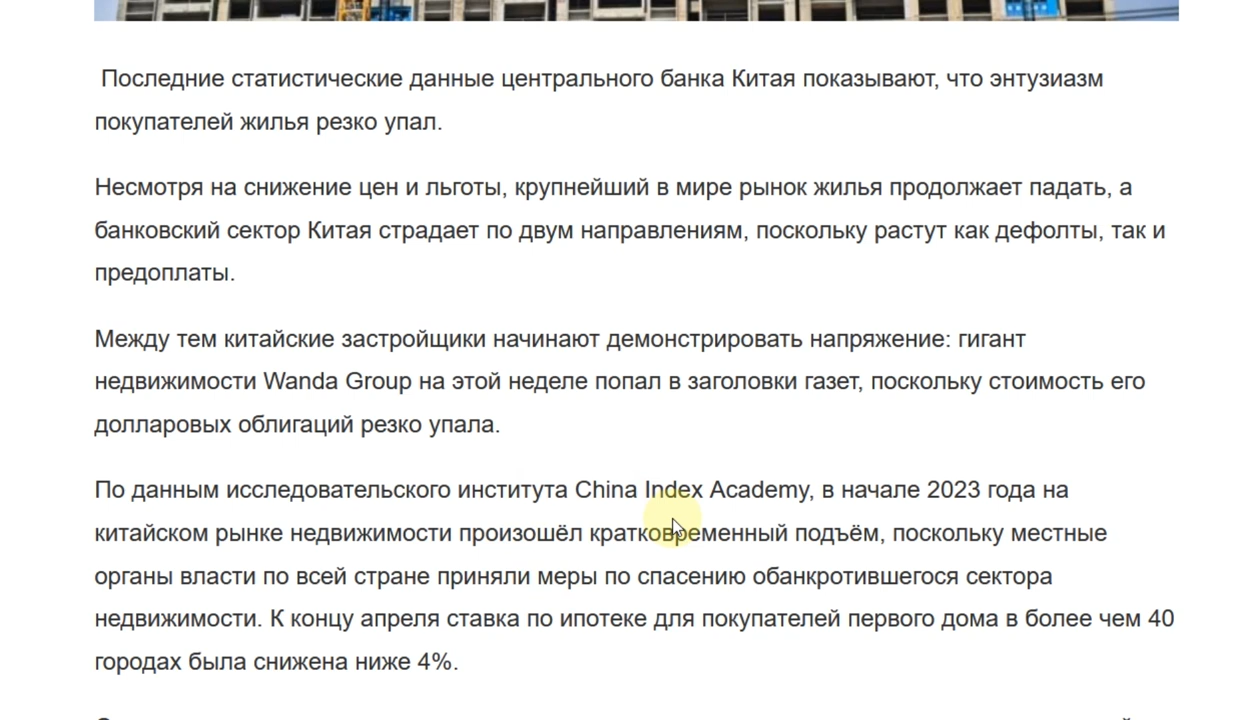 Последние статистические данные центрального банка Китая показывают, что энтузиазм
покупателей жилья резко упал.
Несмотря на снижение цен и льготы, крупнейший в мире рынок жилья продолжает падать, а
банковский сектор Китая страдает по двум направлениям, поскольку растут как дефолты, так и
предоплаты.
Между тем китайские застройщики начинают демонстрировать напряжение: гигант
недвижимости Wanda Group на этой неделе попал в заголовки газет, поскольку стоимость его
долларовых облигаций резко упала.
По данным исследовательского института China Index Academy, в начале 2023 года на
китайском рынке недвижимости произошёл кратковременный подъём, поскольку местные
органы власти по всей стране приняли меры по спасению обанкротившегося сектора
недвижимости. К концу апреля ставка по ипотеке для покупателей первого дома в более чем 40
городах была снижена ниже 4%.